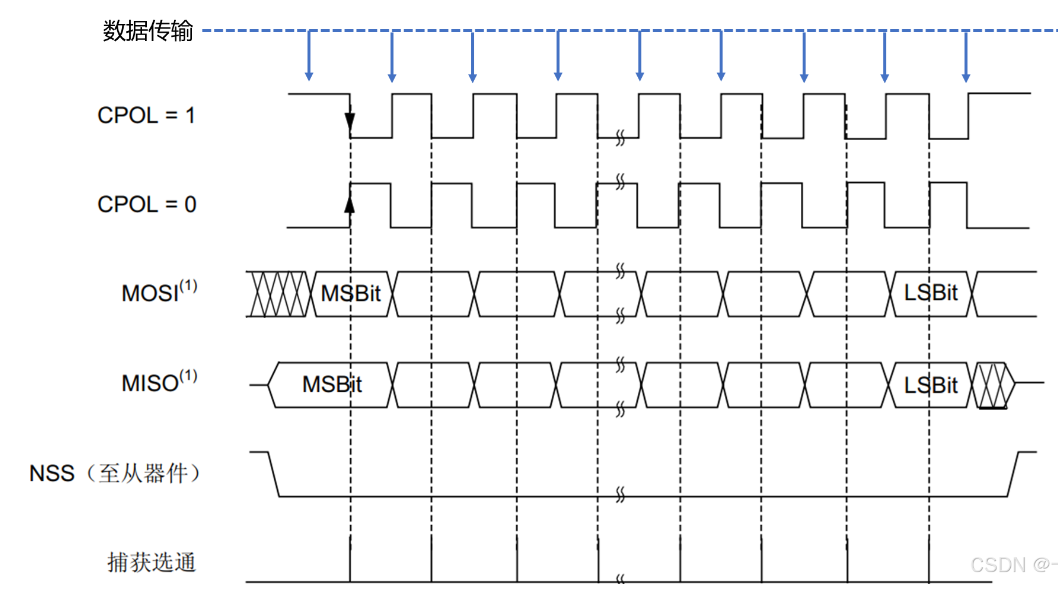 数据传输
CPOL = 1
CPOL = 0
MOSI(1) MSBit LSBit
MISO(1) MSBit LSBit
NSS（至从器件）
捕获选通
CSDN @